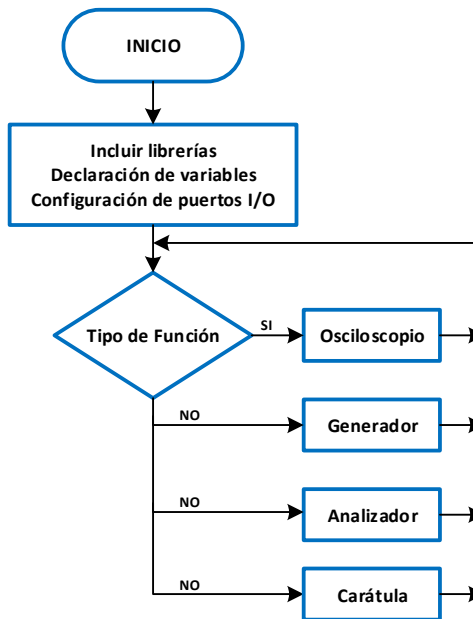 INICIO
Incluir librerías
Declaración de variables
Configuración de puertos I/O
Tipo de Función
SI
Osciloscopio
NO
Generador
NO
Analizador
NO
Carátula